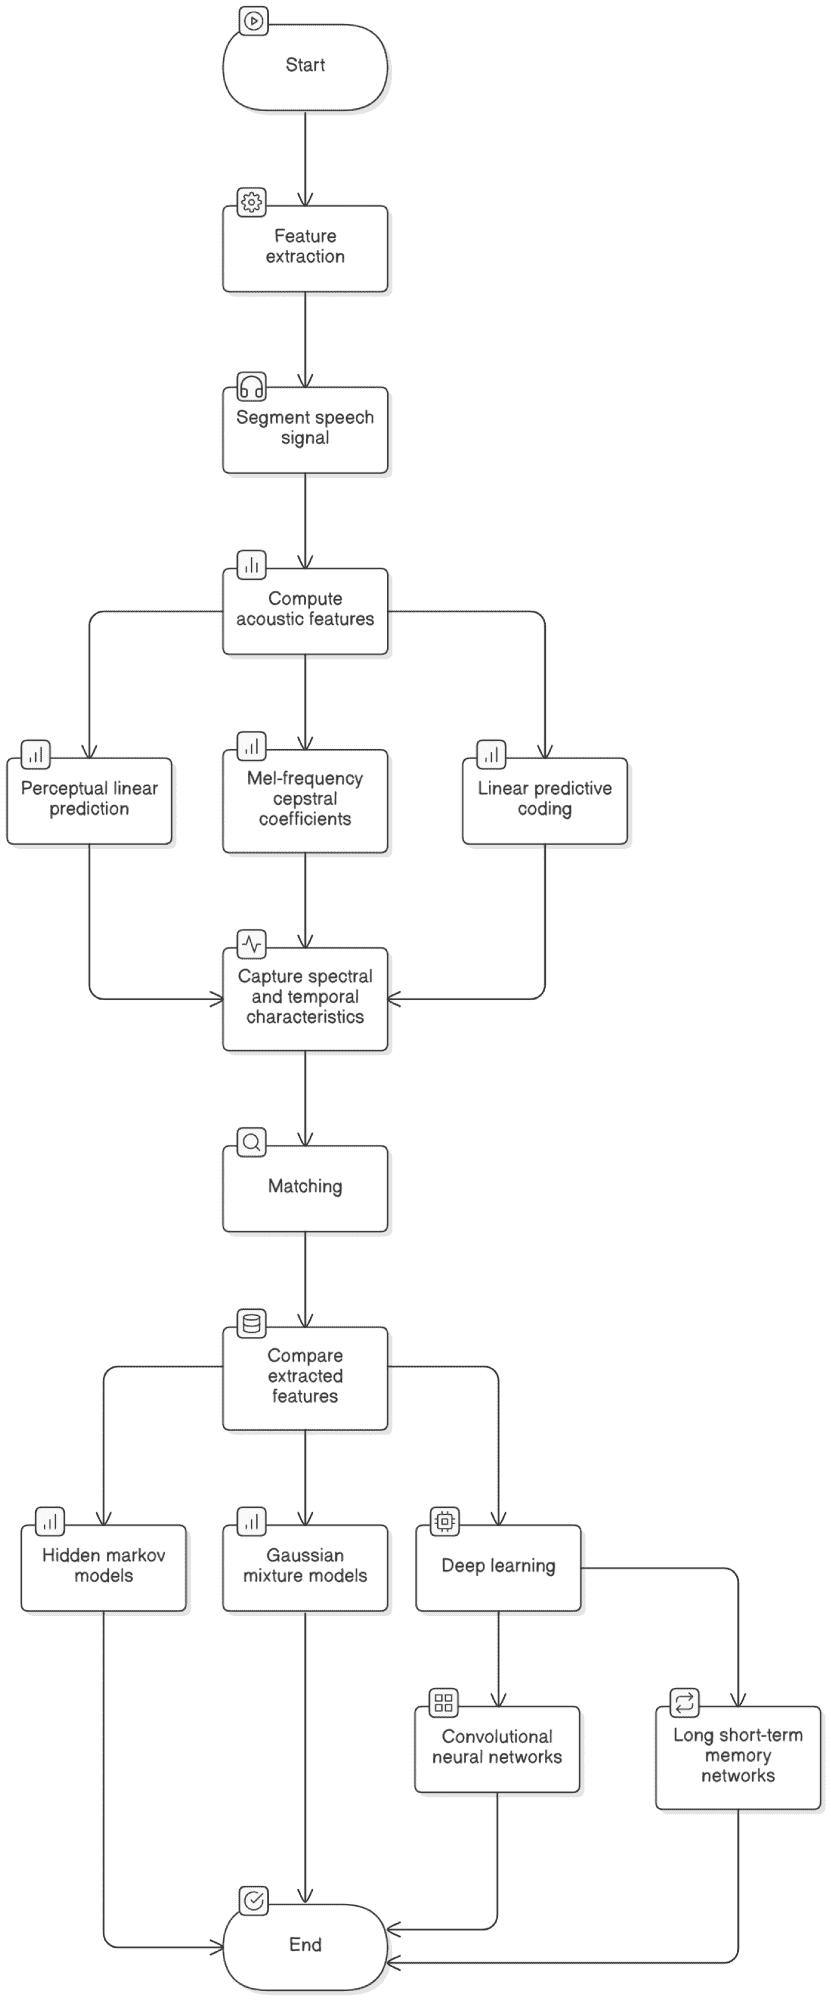 Start
Feature
extraction
Segment speech
signal
Compute
acoustic features
Perceptual linear
prediction
Mel-frequency
cepstral
coefficients
Linear predictive
coding
Capture spectral
and temporal
characteristics
Matching
Compare
extracted
features
Hidden markov
models
Gaussian
mixture models
Deep learning
Convolutional
neural networks
Long short-term
memory
networks
End